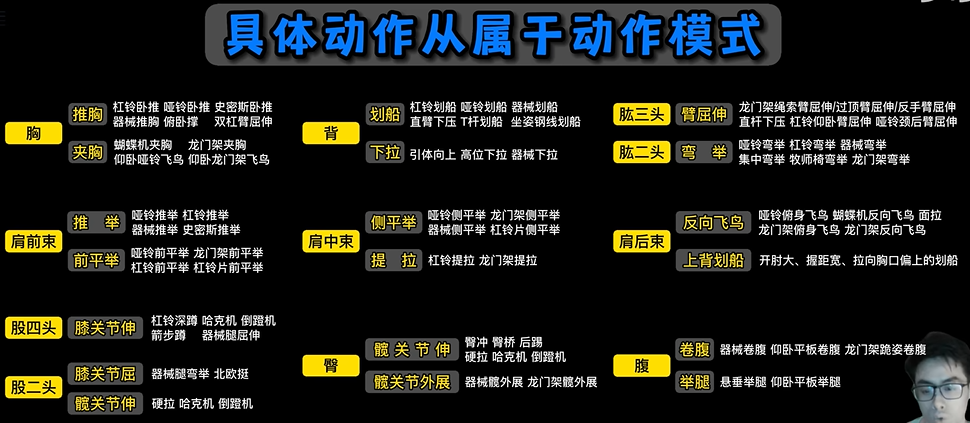 具体动作从属于动作模式
胸
推胸
杠铃卧推 哑铃卧推 史密斯卧推
器械推胸 俯卧撑 双杠臂屈伸
夹胸
蝴蝶机夹胸 龙门架夹胸
仰卧哑铃飞鸟 仰卧龙门架飞鸟
背
划船
杠铃划船 哑铃划船 器械划船
直臂下压 T杆划船 坐姿钢线划船
下拉
引体向上 高位下拉 器械下拉
肱三头
臂屈伸
龙门架绳索臂屈伸/过顶臂屈伸/反手臂屈伸
直杆下压 杠铃仰卧臂屈伸 哑铃颈后臂屈伸
肱二头
弯 举
哑铃弯举 杠铃弯举 器械弯举
集中弯举 牧师椅弯举 龙门架弯举
肩前束
推 举
哑铃推举 杠铃推举
器械推举 史密斯推举
前平举
哑铃前平举 龙门架前平举
杠铃前平举 杠铃片前平举
肩中束
侧平举
哑铃侧平举 龙门架侧平举
器械侧平举 杠铃片侧平举
提 拉
杠铃提拉 龙门架提拉
肩后束
反向飞鸟
哑铃俯身飞鸟 蝴蝶机反向飞鸟 面拉
龙门架俯身飞鸟 龙门架反向飞鸟
上背划船
开肘大、握距宽、拉向胸口偏上的划船
股四头
膝关节伸
杠铃深蹲 哈克机 倒蹬机
箭步蹲 器械腿屈伸
股二头
膝关节屈
器械腿弯举 北欧挺
髋关节伸
硬拉 哈克机 倒蹬机
臀
髋关节伸
臀冲 臀桥 后踢
硬拉 哈克机 倒蹬机
髋关节外展
器械髋外展 龙门架髋外展
腹
卷腹
器械卷腹 仰卧平板卷腹 龙门架跪姿卷腹
举腿
悬垂举腿 仰卧平板举腿